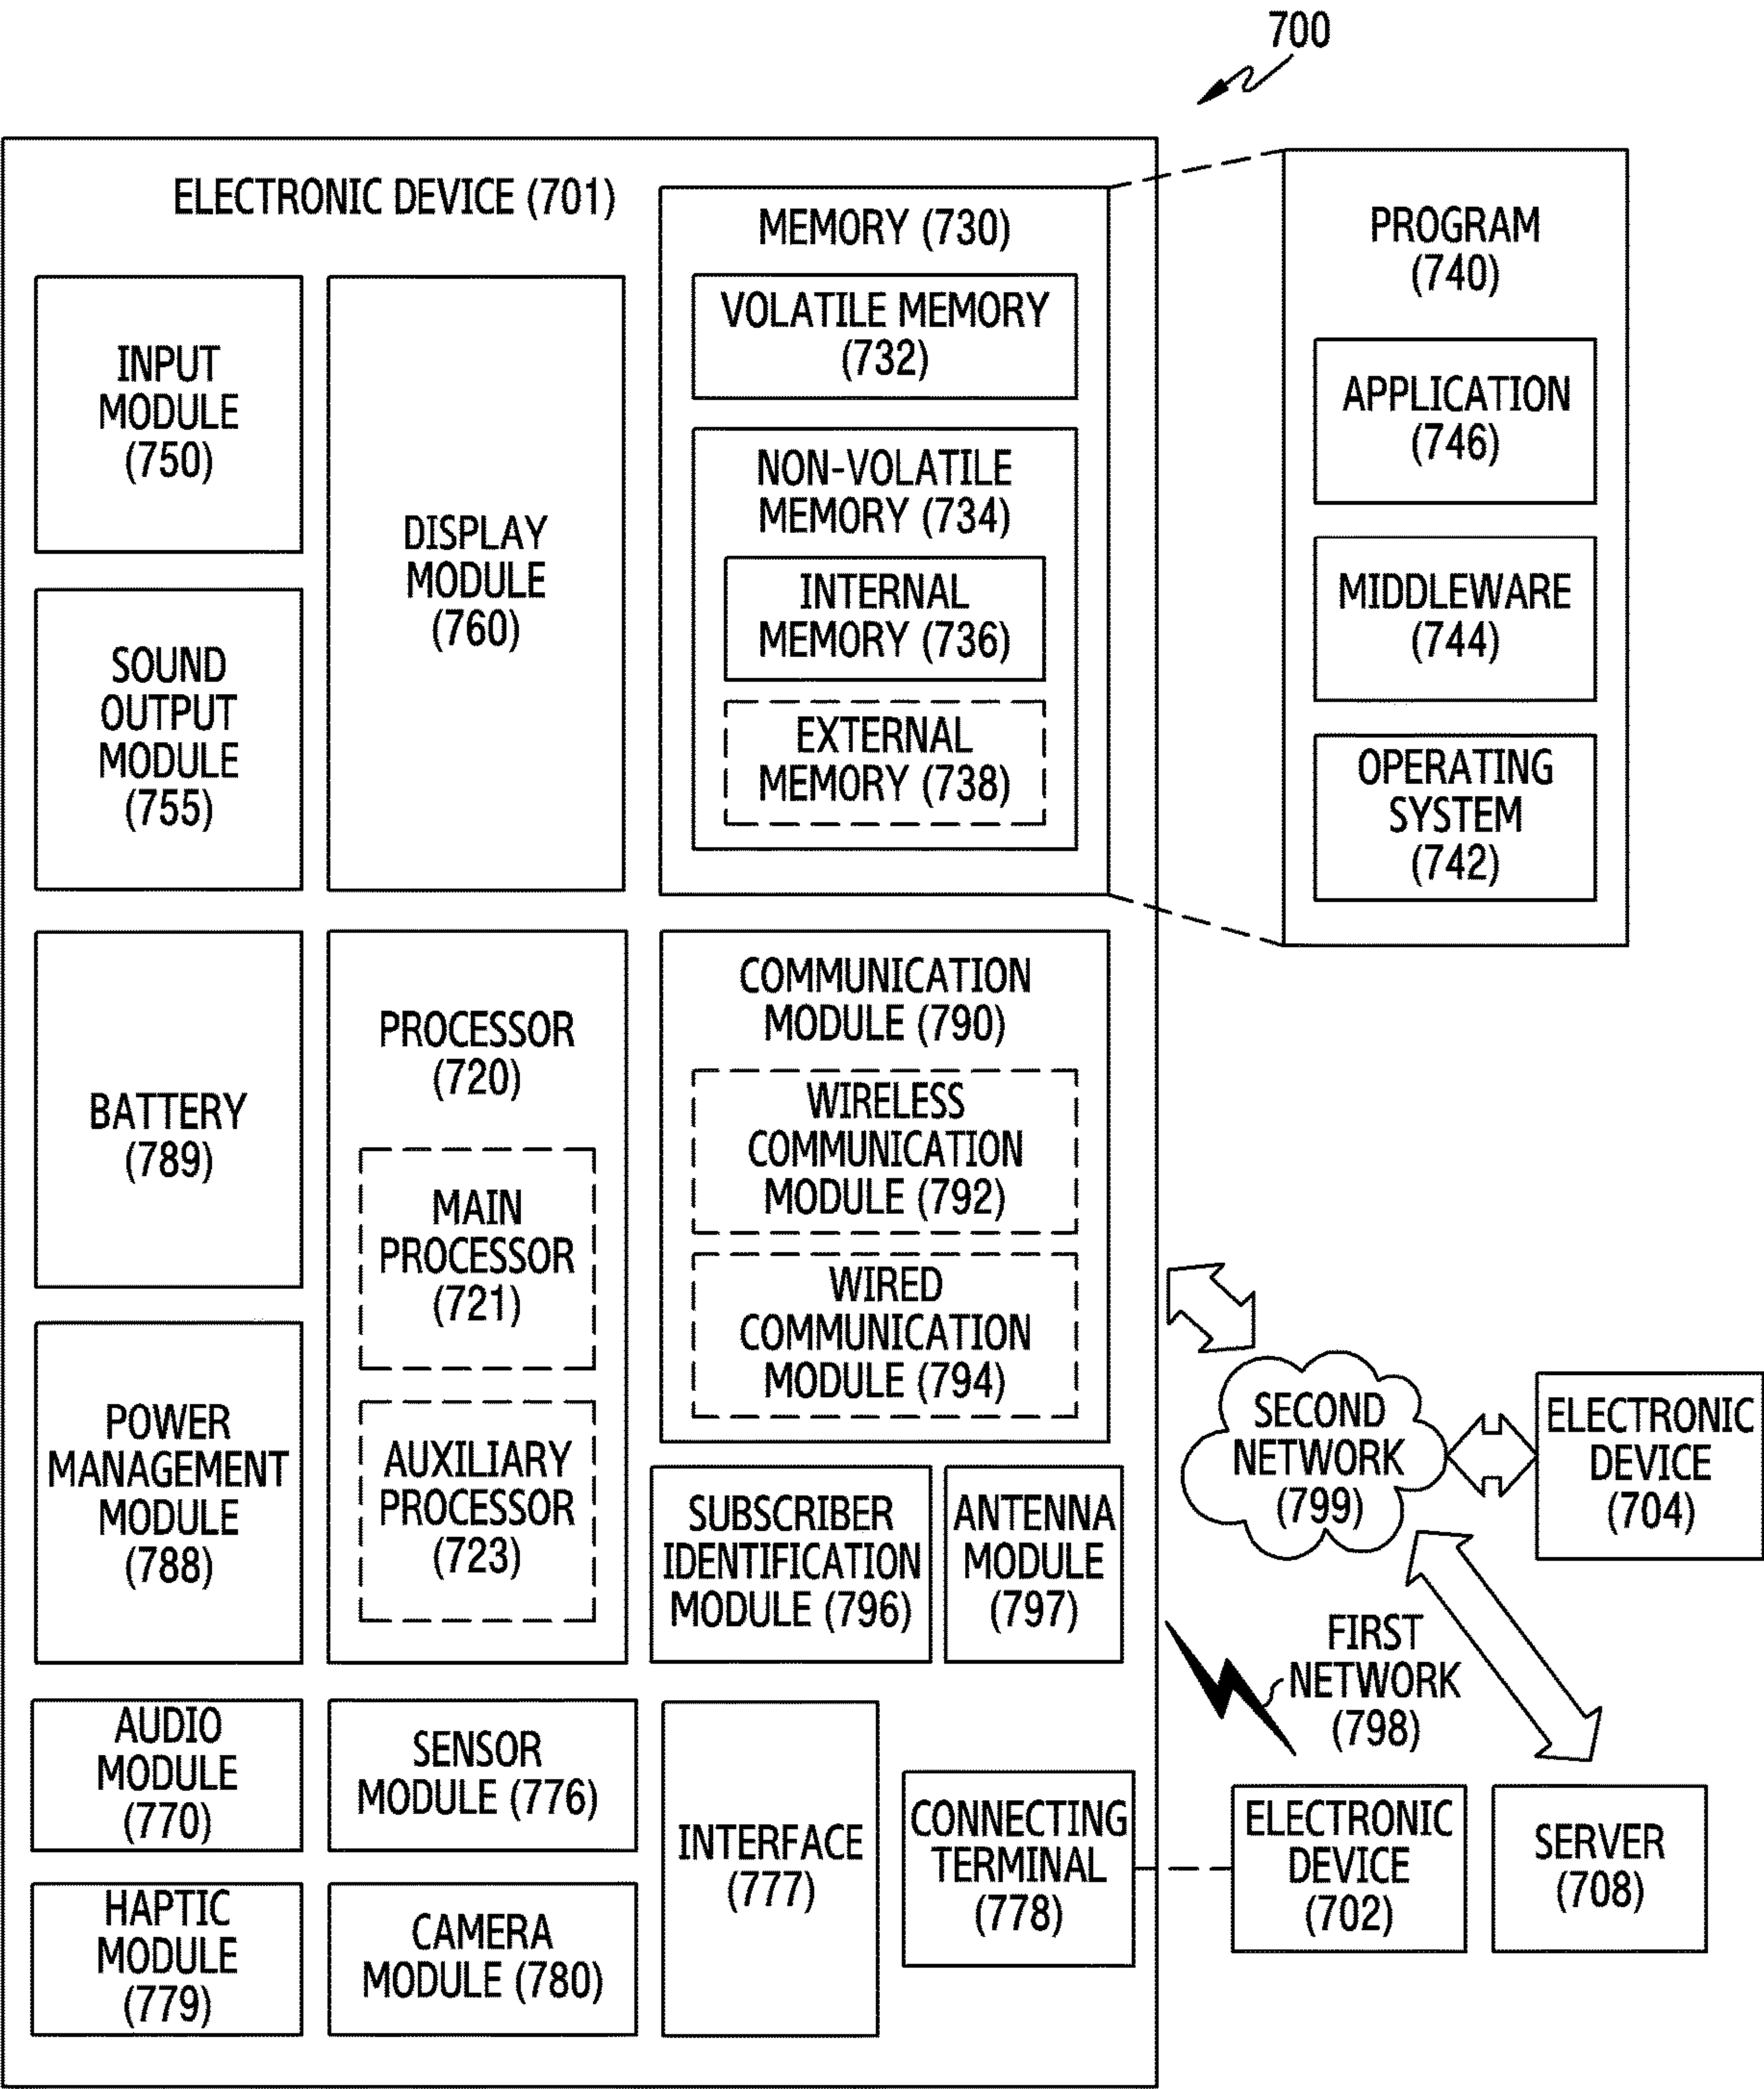 700
ELECTRONIC DEVICE (701)
INPUT
MODULE
(750)
SOUND
OUTPUT
MODULE
(755)
DISPLAY
MODULE
(760)
MEMORY (730)
VOLATILE MEMORY
(732)
NON-VOLATILE
MEMORY (734)
INTERNAL
MEMORY (736)
EXTERNAL
MEMORY (738)
PROGRAM
(740)
APPLICATION
(746)
MIDDLEWARE
(744)
OPERATING
SYSTEM
(742)
BATTERY
(789)
POWER
MANAGEMENT
MODULE
(788)
PROCESSOR
(720)
MAIN
PROCESSOR
(721)
AUXILIARY
PROCESSOR
(723)
COMMUNICATION
MODULE (790)
WIRELESS
COMMUNICATION
MODULE (792)
WIRED
COMMUNICATION
MODULE (794)
SUBSCRIBER
IDENTIFICATION
MODULE (796)
ANTENNA
MODULE
(797)
SECOND
NETWORK
(799)
ELECTRONIC
DEVICE
(704)
FIRST
NETWORK
(798)
AUDIO
MODULE
(770)
SENSOR
MODULE (776)
HAPTIC
MODULE
(779)
CAMERA
MODULE (780)
INTERFACE
(777)
CONNECTING
TERMINAL
(778)
ELECTRONIC
DEVICE
(702)
SERVER
(708)